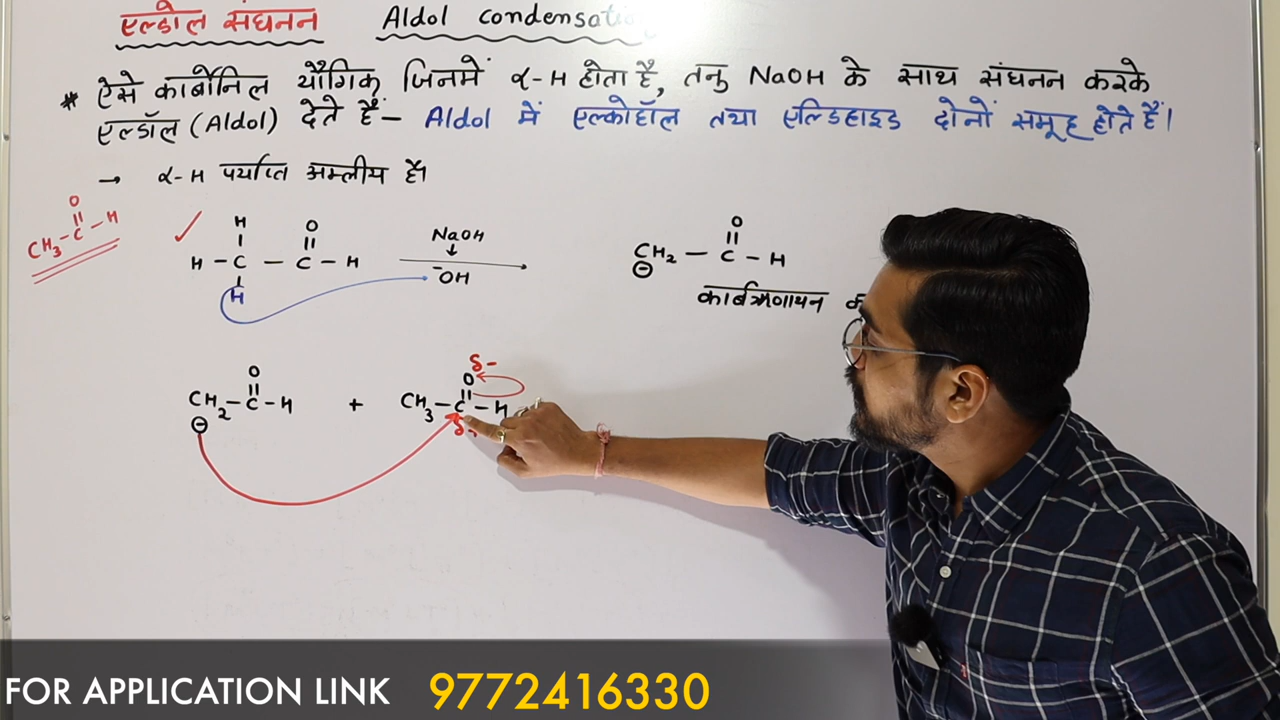 एल्डोल संघनन Aldol condensatio
* ऐसे कार्बोनिल यौगिक जिनमें α-H होता है, तनु NaOH के साथ संघनन करके
एल्डॉल (Aldol) देते हैं- Aldol में एल्कोहॉल तथा एल्डिहाइड दोनों समूह होते हैं।
→ α-H पर्याप्त अम्लीय है।
O
CH₃-C-H
H
H-C-C-H
O
H
NaOH
⁻OH
O
CH₂-C-H
⊖
कार्बऋणायन
O
CH₂-C-H
⊖
+
δ-
O
CH₃-C-H
δ
FOR APPLICATION LINK 9772416330